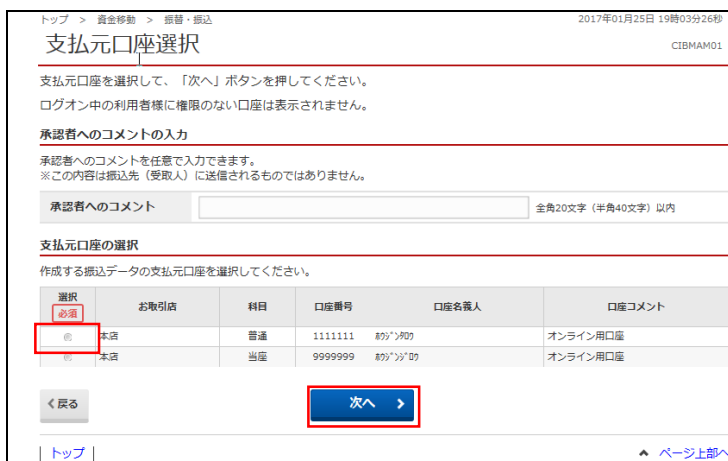 トップ > 資金移動 > 振替・振込
2017年01月25日 19時03分26秒
支払元口座選択
CIBMAM01
支払元口座を選択して、「次へ」ボタンを押してください。
ログオン中の利用者様に権限のない口座は表示されません。
承認者へのコメントの入力
承認者へのコメントを任意で入力できます。
※この内容は振込先（受取人）に送信されるものではありません。
承認者へのコメント 全角20文字（半角40文字）以内
支払元口座の選択
作成する振込データの支払元口座を選択してください。
選択 必須 お取引店 科目 口座番号 口座名義人 口座コメント
本店 普通 1111111 ﾎｳｼﾞﾝﾀﾛｳ オンライン用口座
本店 当座 9999999 ﾎｳｼﾞﾝｼﾞﾛｳ オンライン用口座
戻る 次へ
トップ ページ上部へ